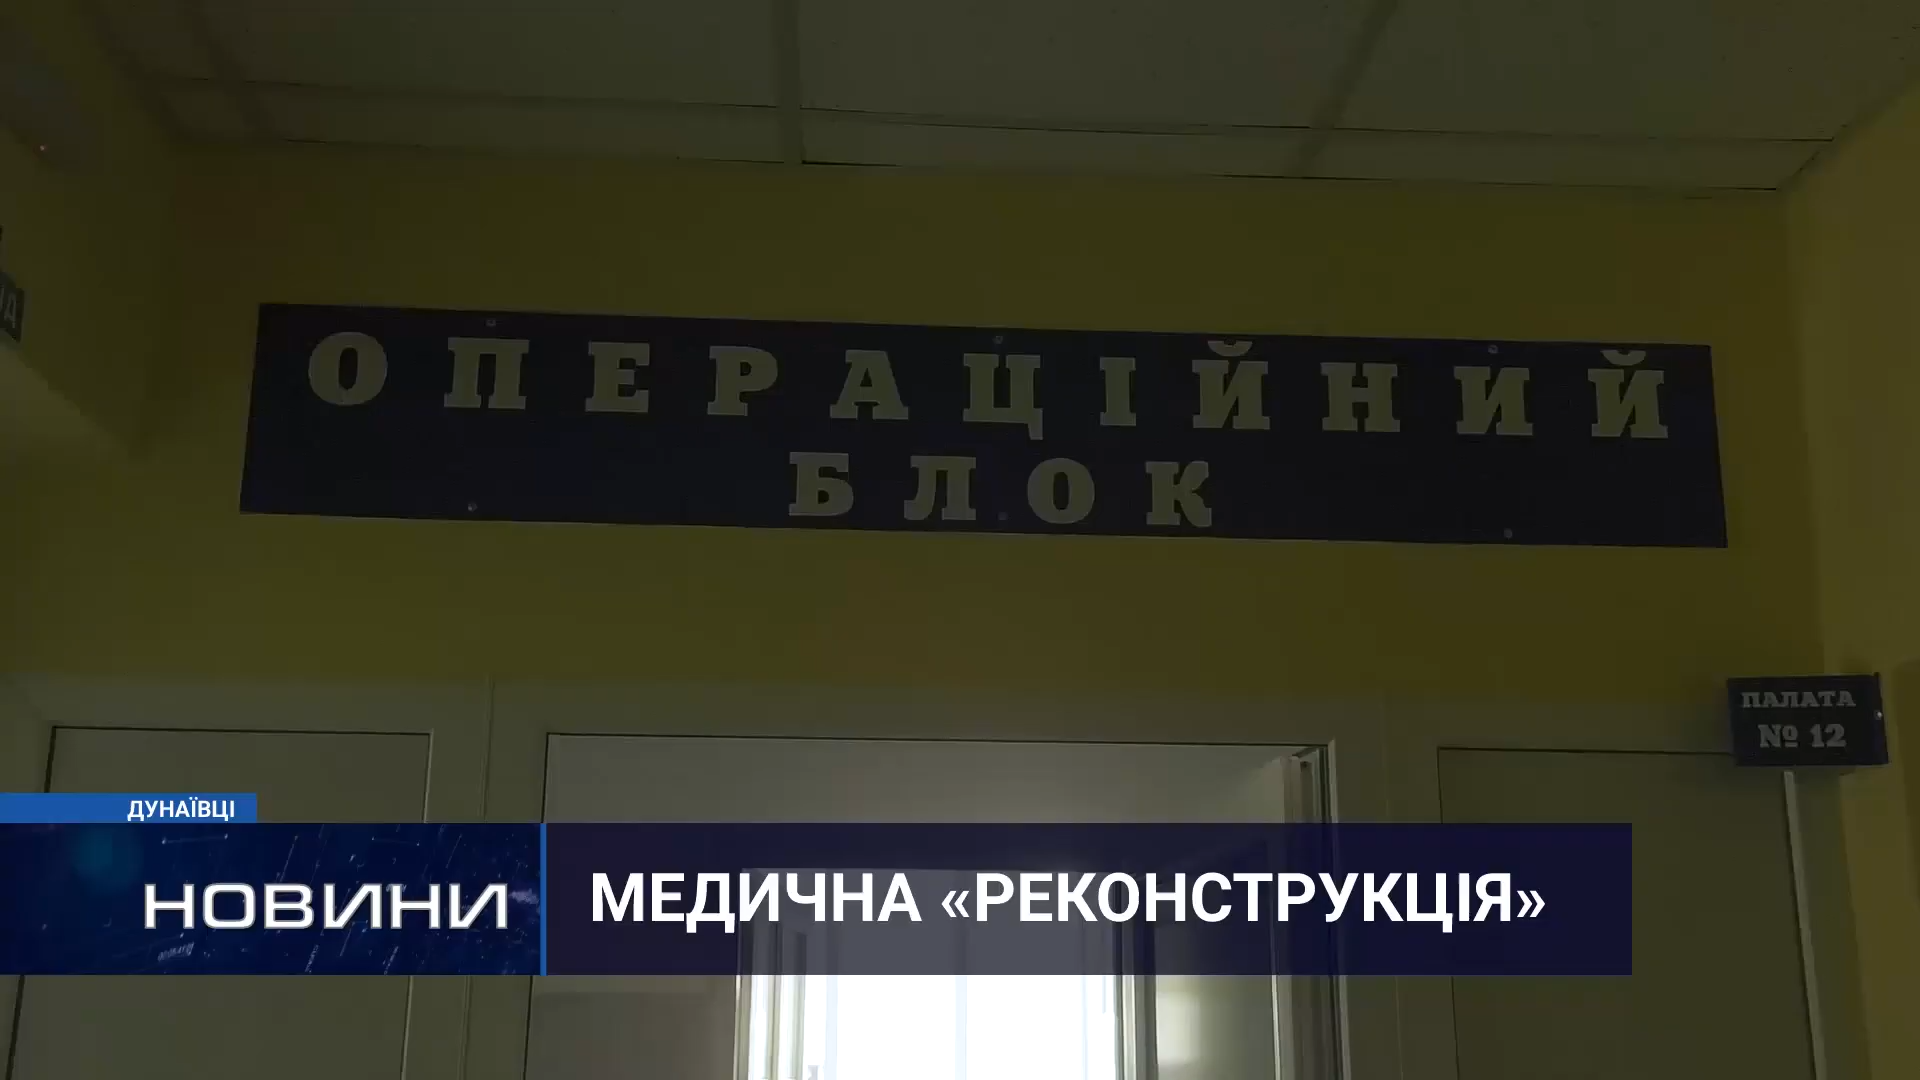 ОПЕРАЦІЙНИЙ
БЛОК
ПАЛАТА
№ 12
ДУНАЇВЦІ
НОВИНИ
МЕДИЧНА «РЕКОНСТРУКЦІЯ»